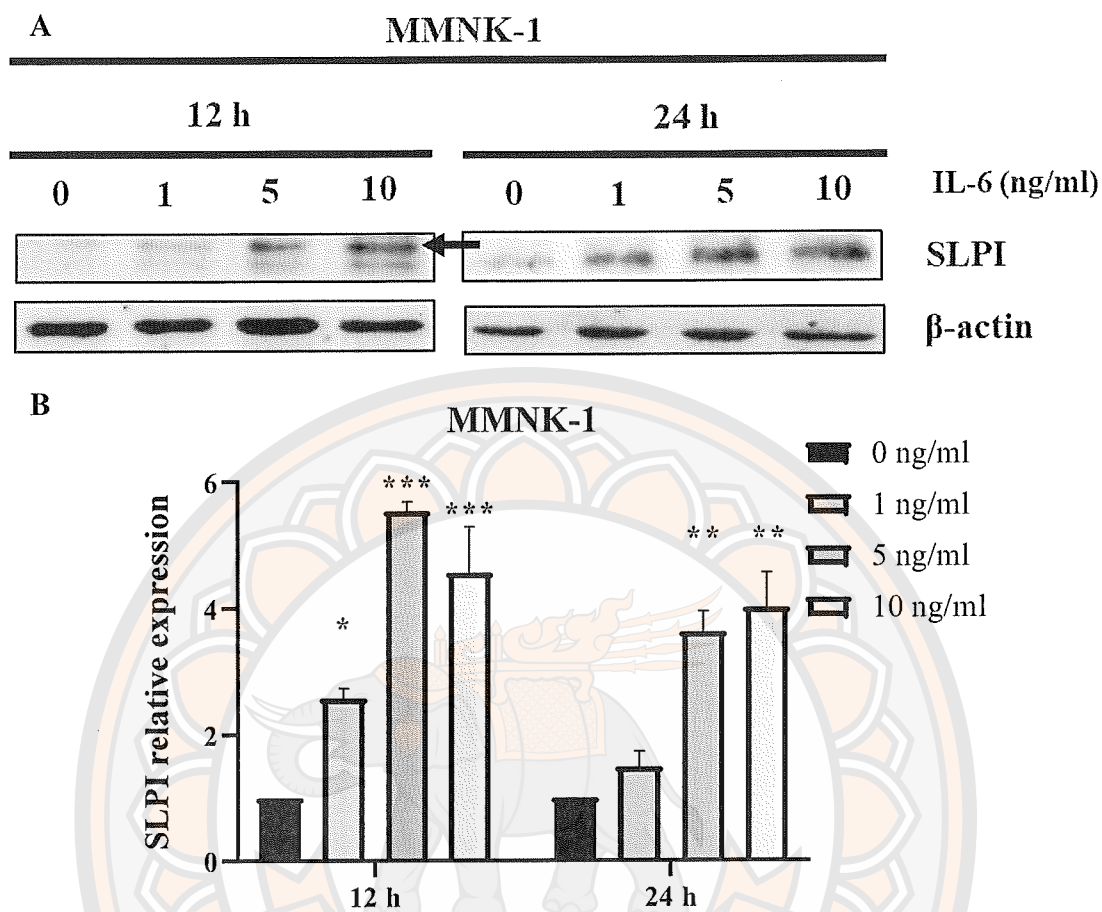 A
MMNK-1
12 h 24 h
0 1 5 10 0 1 5 10 IL-6 (ng/ml)
SLPI
β-actin
B
MMNK-1
0 ng/ml
1 ng/ml
5 ng/ml
10 ng/ml
SLPI relative expression
6
4
2
0
* *** *** ** **
12 h 24 h